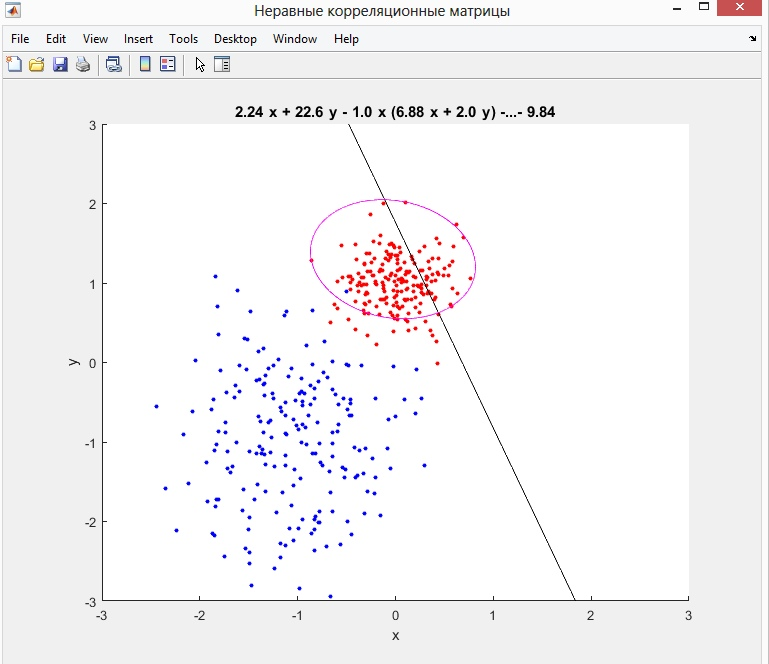 Неравные корреляционные матрицы
File Edit View Insert Tools Desktop Window Help
2.24 x + 22.6 y - 1.0 x (6.88 x + 2.0 y) -...- 9.84
3
2
1
0
-1
-2
-3
y
-3 -2 -1 0 1 2 3
x